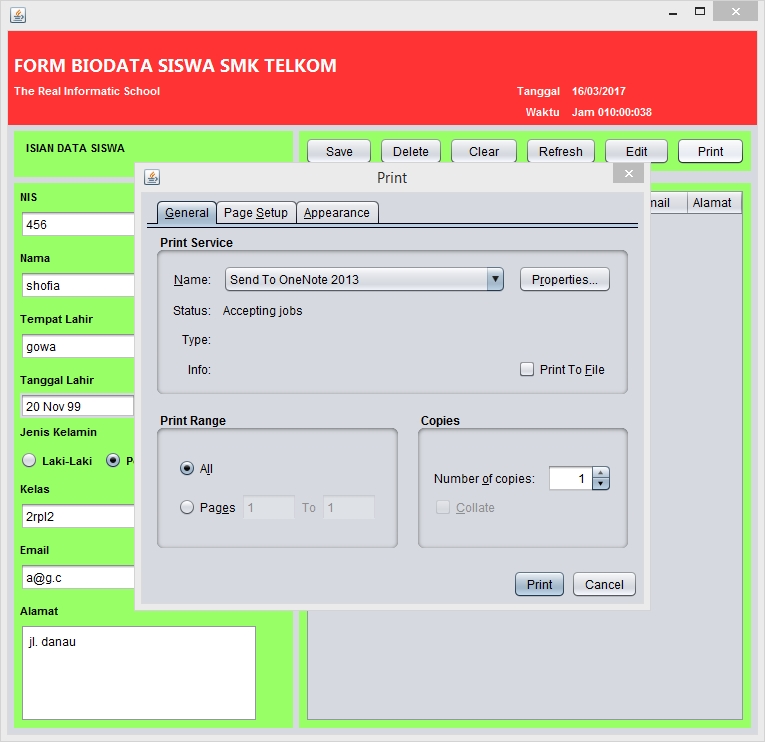 FORM BIODATA SISWA SMK TELKOM
The Real Informatic School
Tanggal 16/03/2017
Waktu Jam 010:00:038
ISIAN DATA SISWA
Save Delete Clear Refresh Edit Print
NIS
456
Nama
shofia
Tempat Lahir
gowa
Tanggal Lahir
20 Nov 99
Jenis Kelamin
Laki-Laki
Kelas
2rpl2
Email
a@g.c
Alamat
jl. danau
mail Alamat
Print
General Page Setup Appearance
Print Service
Name: Send To OneNote 2013 Properties...
Status: Accepting jobs
Type:
Info: Print To File
Print Range
All
Pages 1 To 1
Copies
Number of copies: 1
Collate
Print Cancel